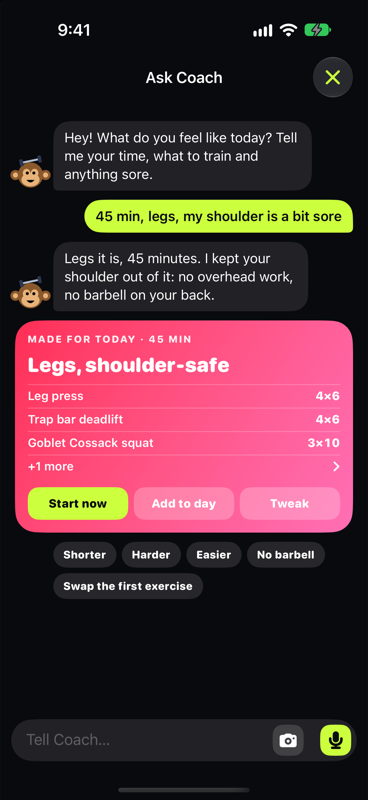 9:41
Ask Coach
Hey! What do you feel like today? Tell
me your time, what to train and
anything sore.
45 min, legs, my shoulder is a bit sore
Legs it is, 45 minutes. I kept your
shoulder out of it: no overhead work,
no barbell on your back.
MADE FOR TODAY · 45 MIN
Legs, shoulder-safe
Leg press 4×6
Trap bar deadlift 4×6
Goblet Cossack squat 3×10
+1 more
Start now Add to day Tweak
Shorter Harder Easier No barbell
Swap the first exercise
Tell Coach...